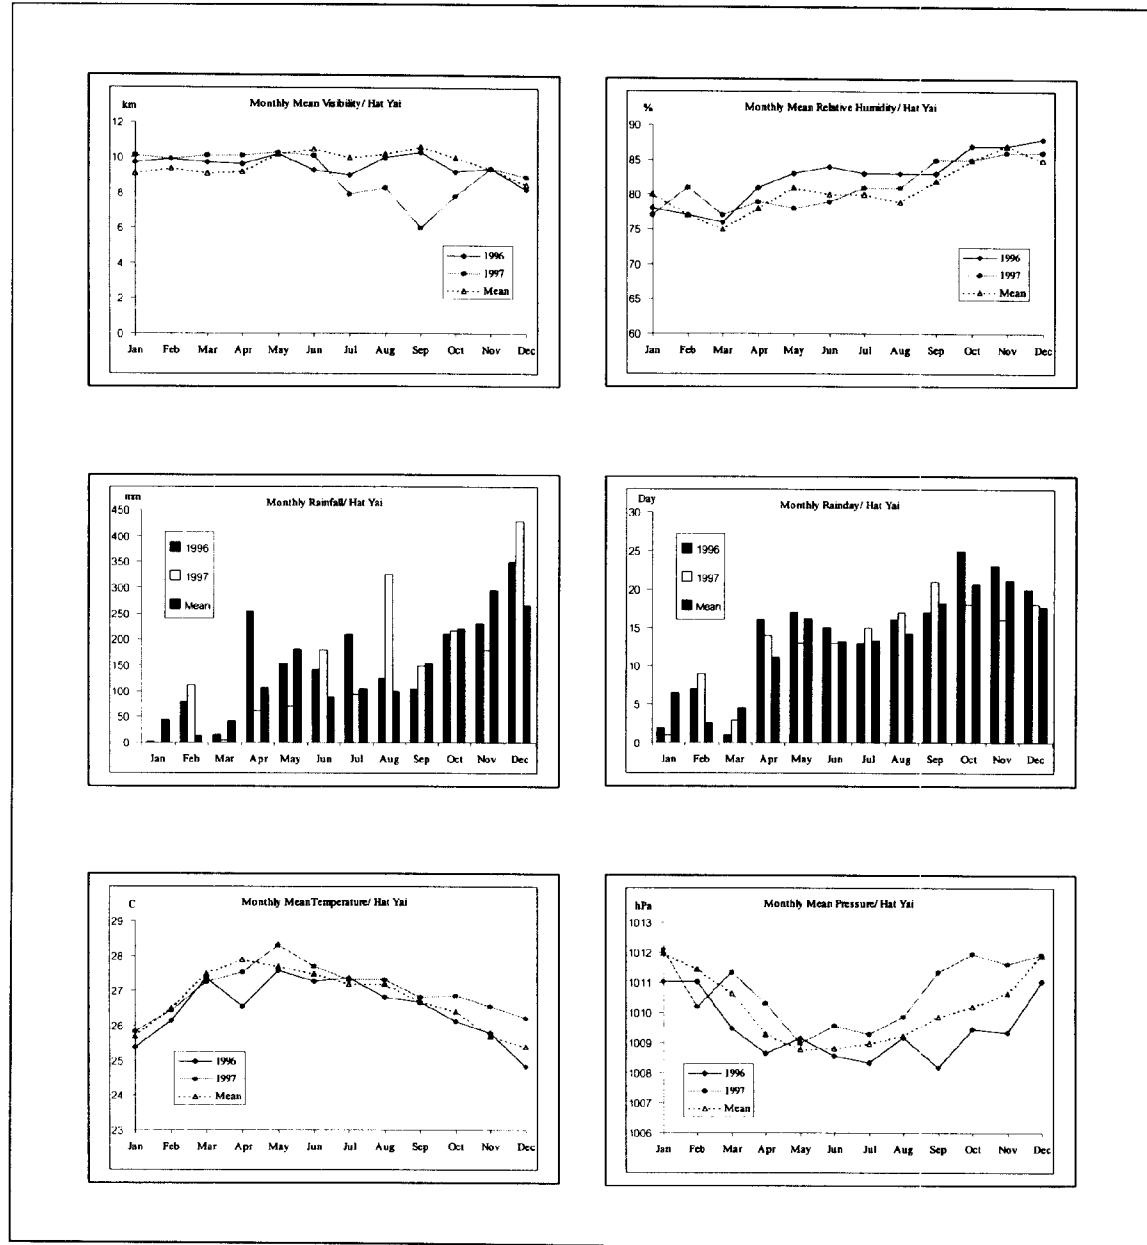 km
Monthly Mean Visibility/ Hat Yai
12
10
8
6
4
2
0
1996
1997
Mean
Jan Feb Mar Apr May Jun Jul Aug Sep Oct Nov Dec
%
Monthly Mean Relative Humidity/ Hat Yai
90
85
80
75
70
65
60
1996
1997
Mean
Jan Feb Mar Apr May Jun Jul Aug Sep Oct Nov Dec
mm
Monthly Rainfall/ Hat Yai
450
400
350
300
250
200
150
100
50
0
1996
1997
Mean
Jan Feb Mar Apr May Jun Jul Aug Sep Oct Nov Dec
Day
Monthly Rainday/ Hat Yai
30
25
20
15
10
5
0
1996
1997
Mean
Jan Feb Mar Apr May Jun Jul Aug Sep Oct Nov Dec
C
Monthly Mean Temperature/ Hat Yai
29
28
27
26
25
24
23
1996
1997
Mean
Jan Feb Mar Apr May Jun Jul Aug Sep Oct Nov Dec
hPa
Monthly Mean Pressure/ Hat Yai
1013
1012
1011
1010
1009
1008
1007
1006
1996
1997
Mean
Jan Feb Mar Apr May Jun Jul Aug Sep Oct Nov Dec